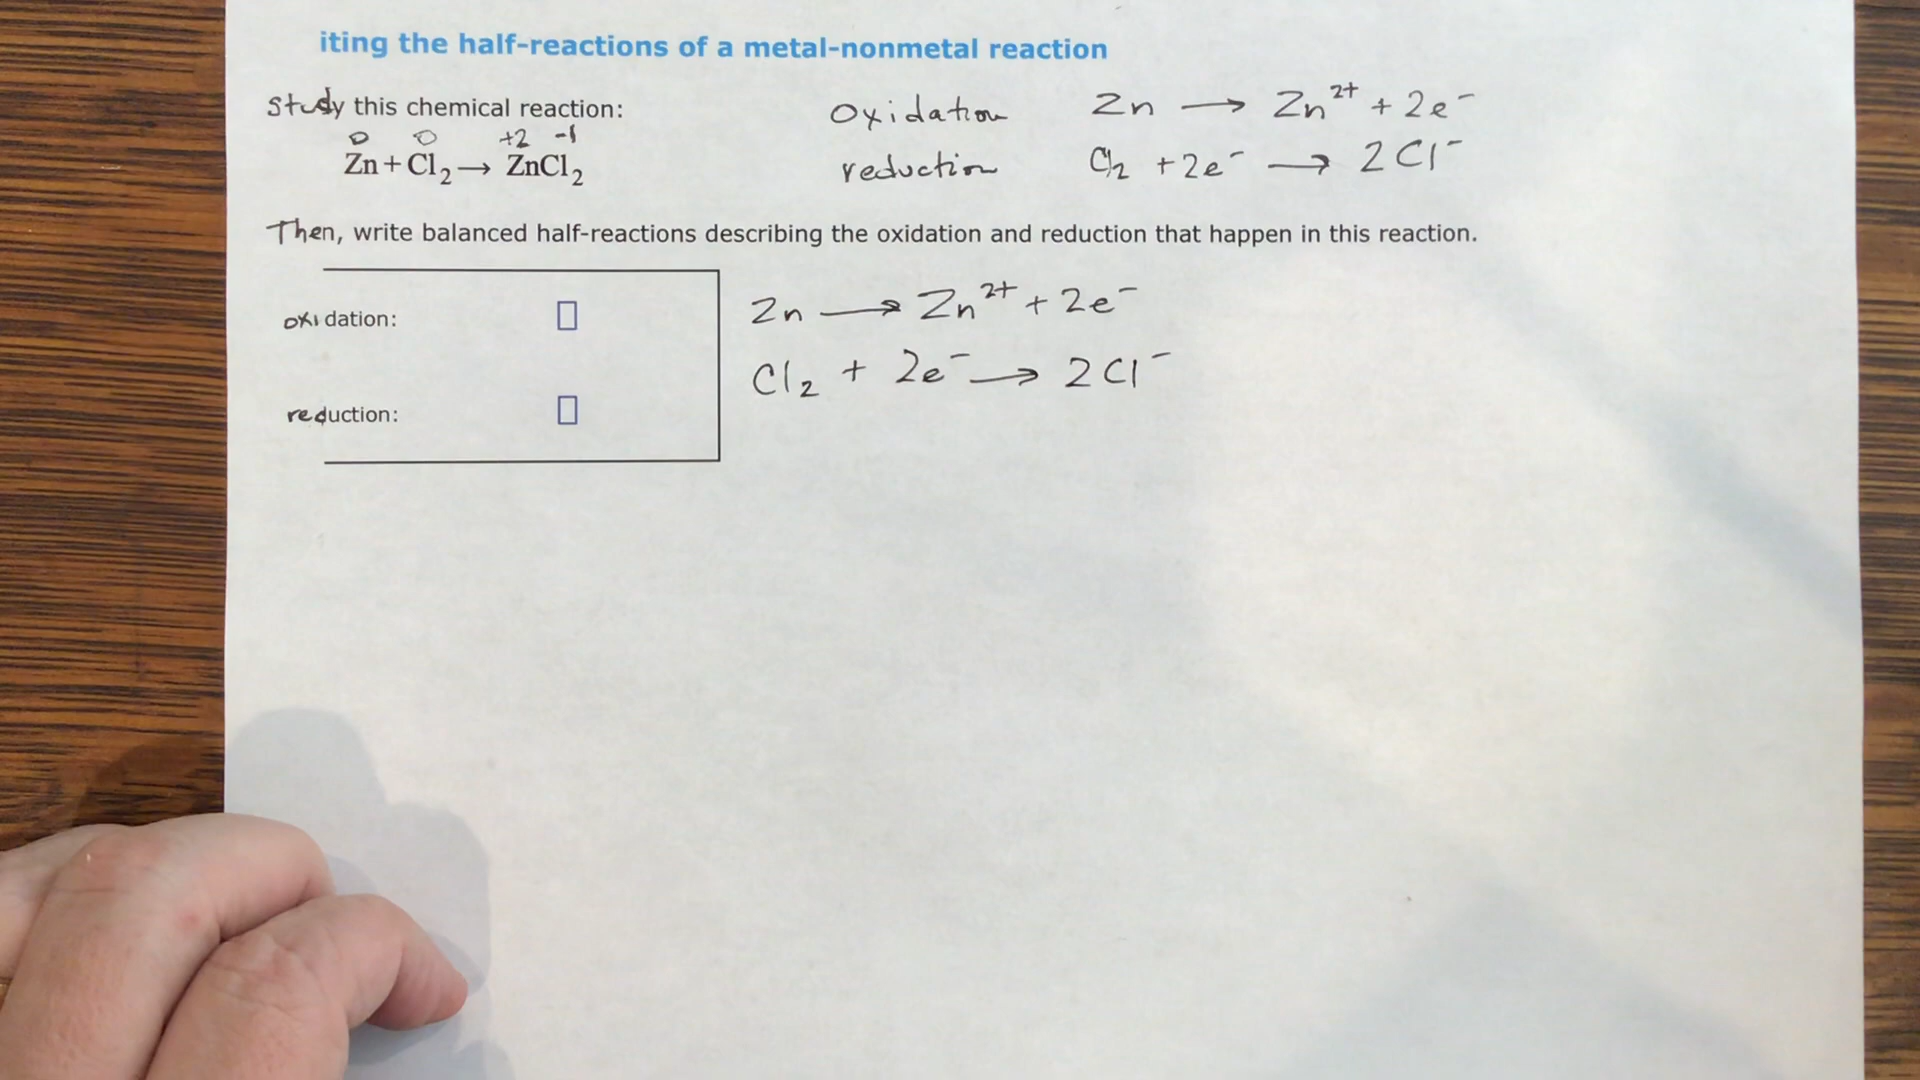 iting the half-reactions of a metal-nonmetal reaction
study this chemical reaction:
0 0 +2 -1
Zn + Cl₂ → ZnCl₂
oxidation Zn → Zn²⁺ + 2e⁻
reduction Cl₂ + 2e⁻ → 2Cl⁻
Then, write balanced half-reactions describing the oxidation and reduction that happen in this reaction.
oxidation: Zn → Zn²⁺ + 2e⁻
reduction: Cl₂ + 2e⁻ → 2Cl⁻